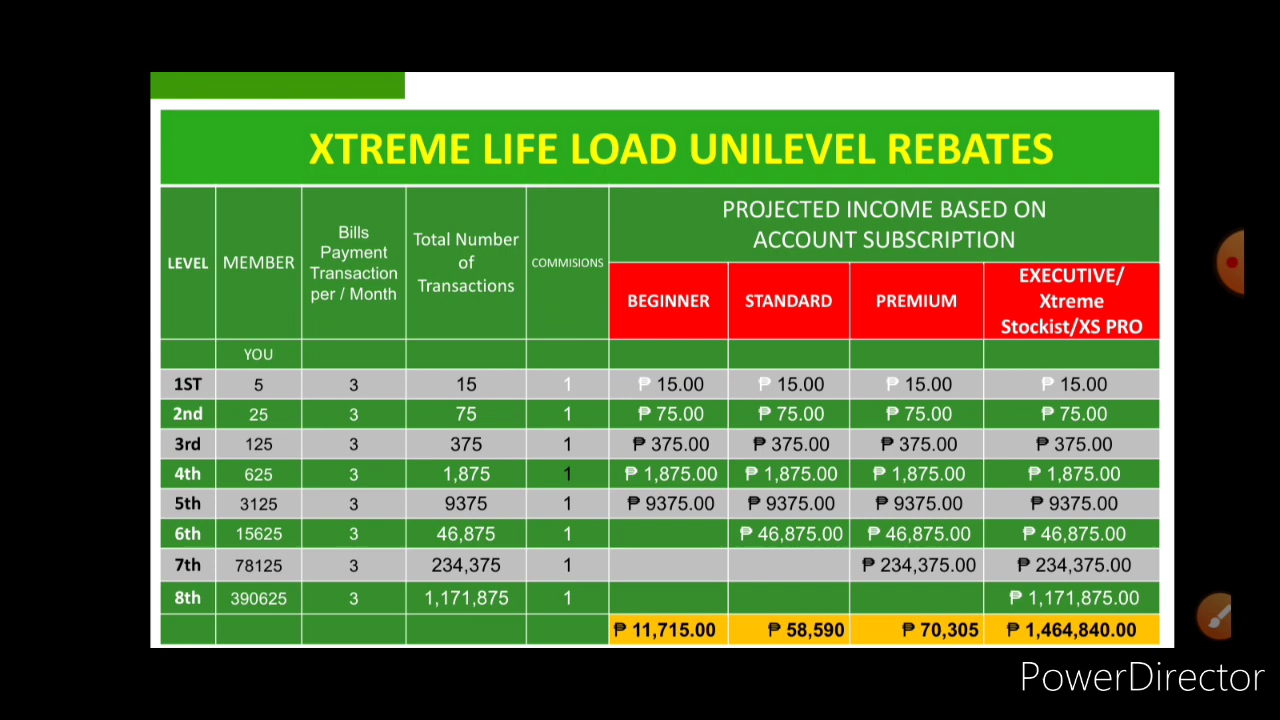 XTREME LIFE LOAD UNILEVEL REBATES
LEVEL
MEMBER
Bills
Payment
Transaction
per / Month
Total Number
of
Transactions
COMMISIONS
PROJECTED INCOME BASED ON
ACCOUNT SUBSCRIPTION
BEGINNER
STANDARD
PREMIUM
EXECUTIVE/
Xtreme
Stockist/XS PRO
YOU
1ST 5 3 15 1 ₱ 15.00 ₱ 15.00 ₱ 15.00 ₱ 15.00
2nd 25 3 75 1 ₱ 75.00 ₱ 75.00 ₱ 75.00 ₱ 75.00
3rd 125 3 375 1 ₱ 375.00 ₱ 375.00 ₱ 375.00 ₱ 375.00
4th 625 3 1,875 1 ₱ 1,875.00 ₱ 1,875.00 ₱ 1,875.00 ₱ 1,875.00
5th 3125 3 9375 1 ₱ 9375.00 ₱ 9375.00 ₱ 9375.00 ₱ 9375.00
6th 15625 3 46,875 1 ₱ 46,875.00 ₱ 46,875.00 ₱ 46,875.00
7th 78125 3 234,375 1 ₱ 234,375.00 ₱ 234,375.00
8th 390625 3 1,171,875 1 ₱ 1,171,875.00
₱ 11,715.00 ₱ 58,590 ₱ 70,305 ₱ 1,464,840.00
PowerDirector